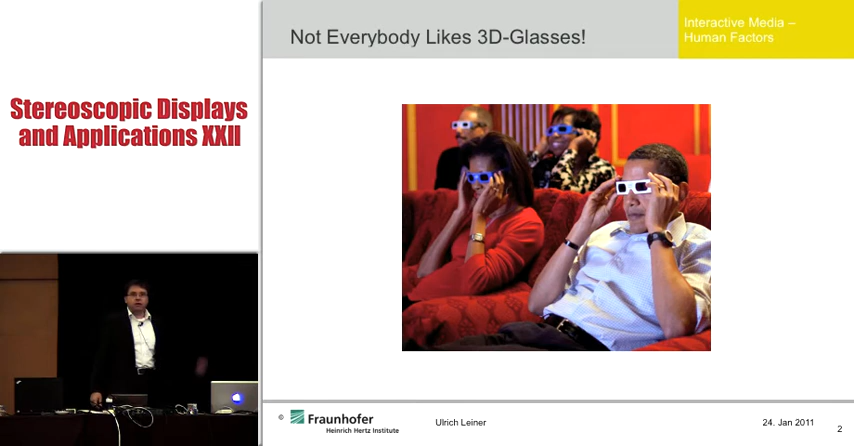 Stereoscopic Displays
and Applications XXII
Not Everybody Likes 3D-Glasses!
Interactive Media –
Human Factors
© Fraunhofer
Heinrich Hertz Institute
Ulrich Leiner
24. Jan 2011
2